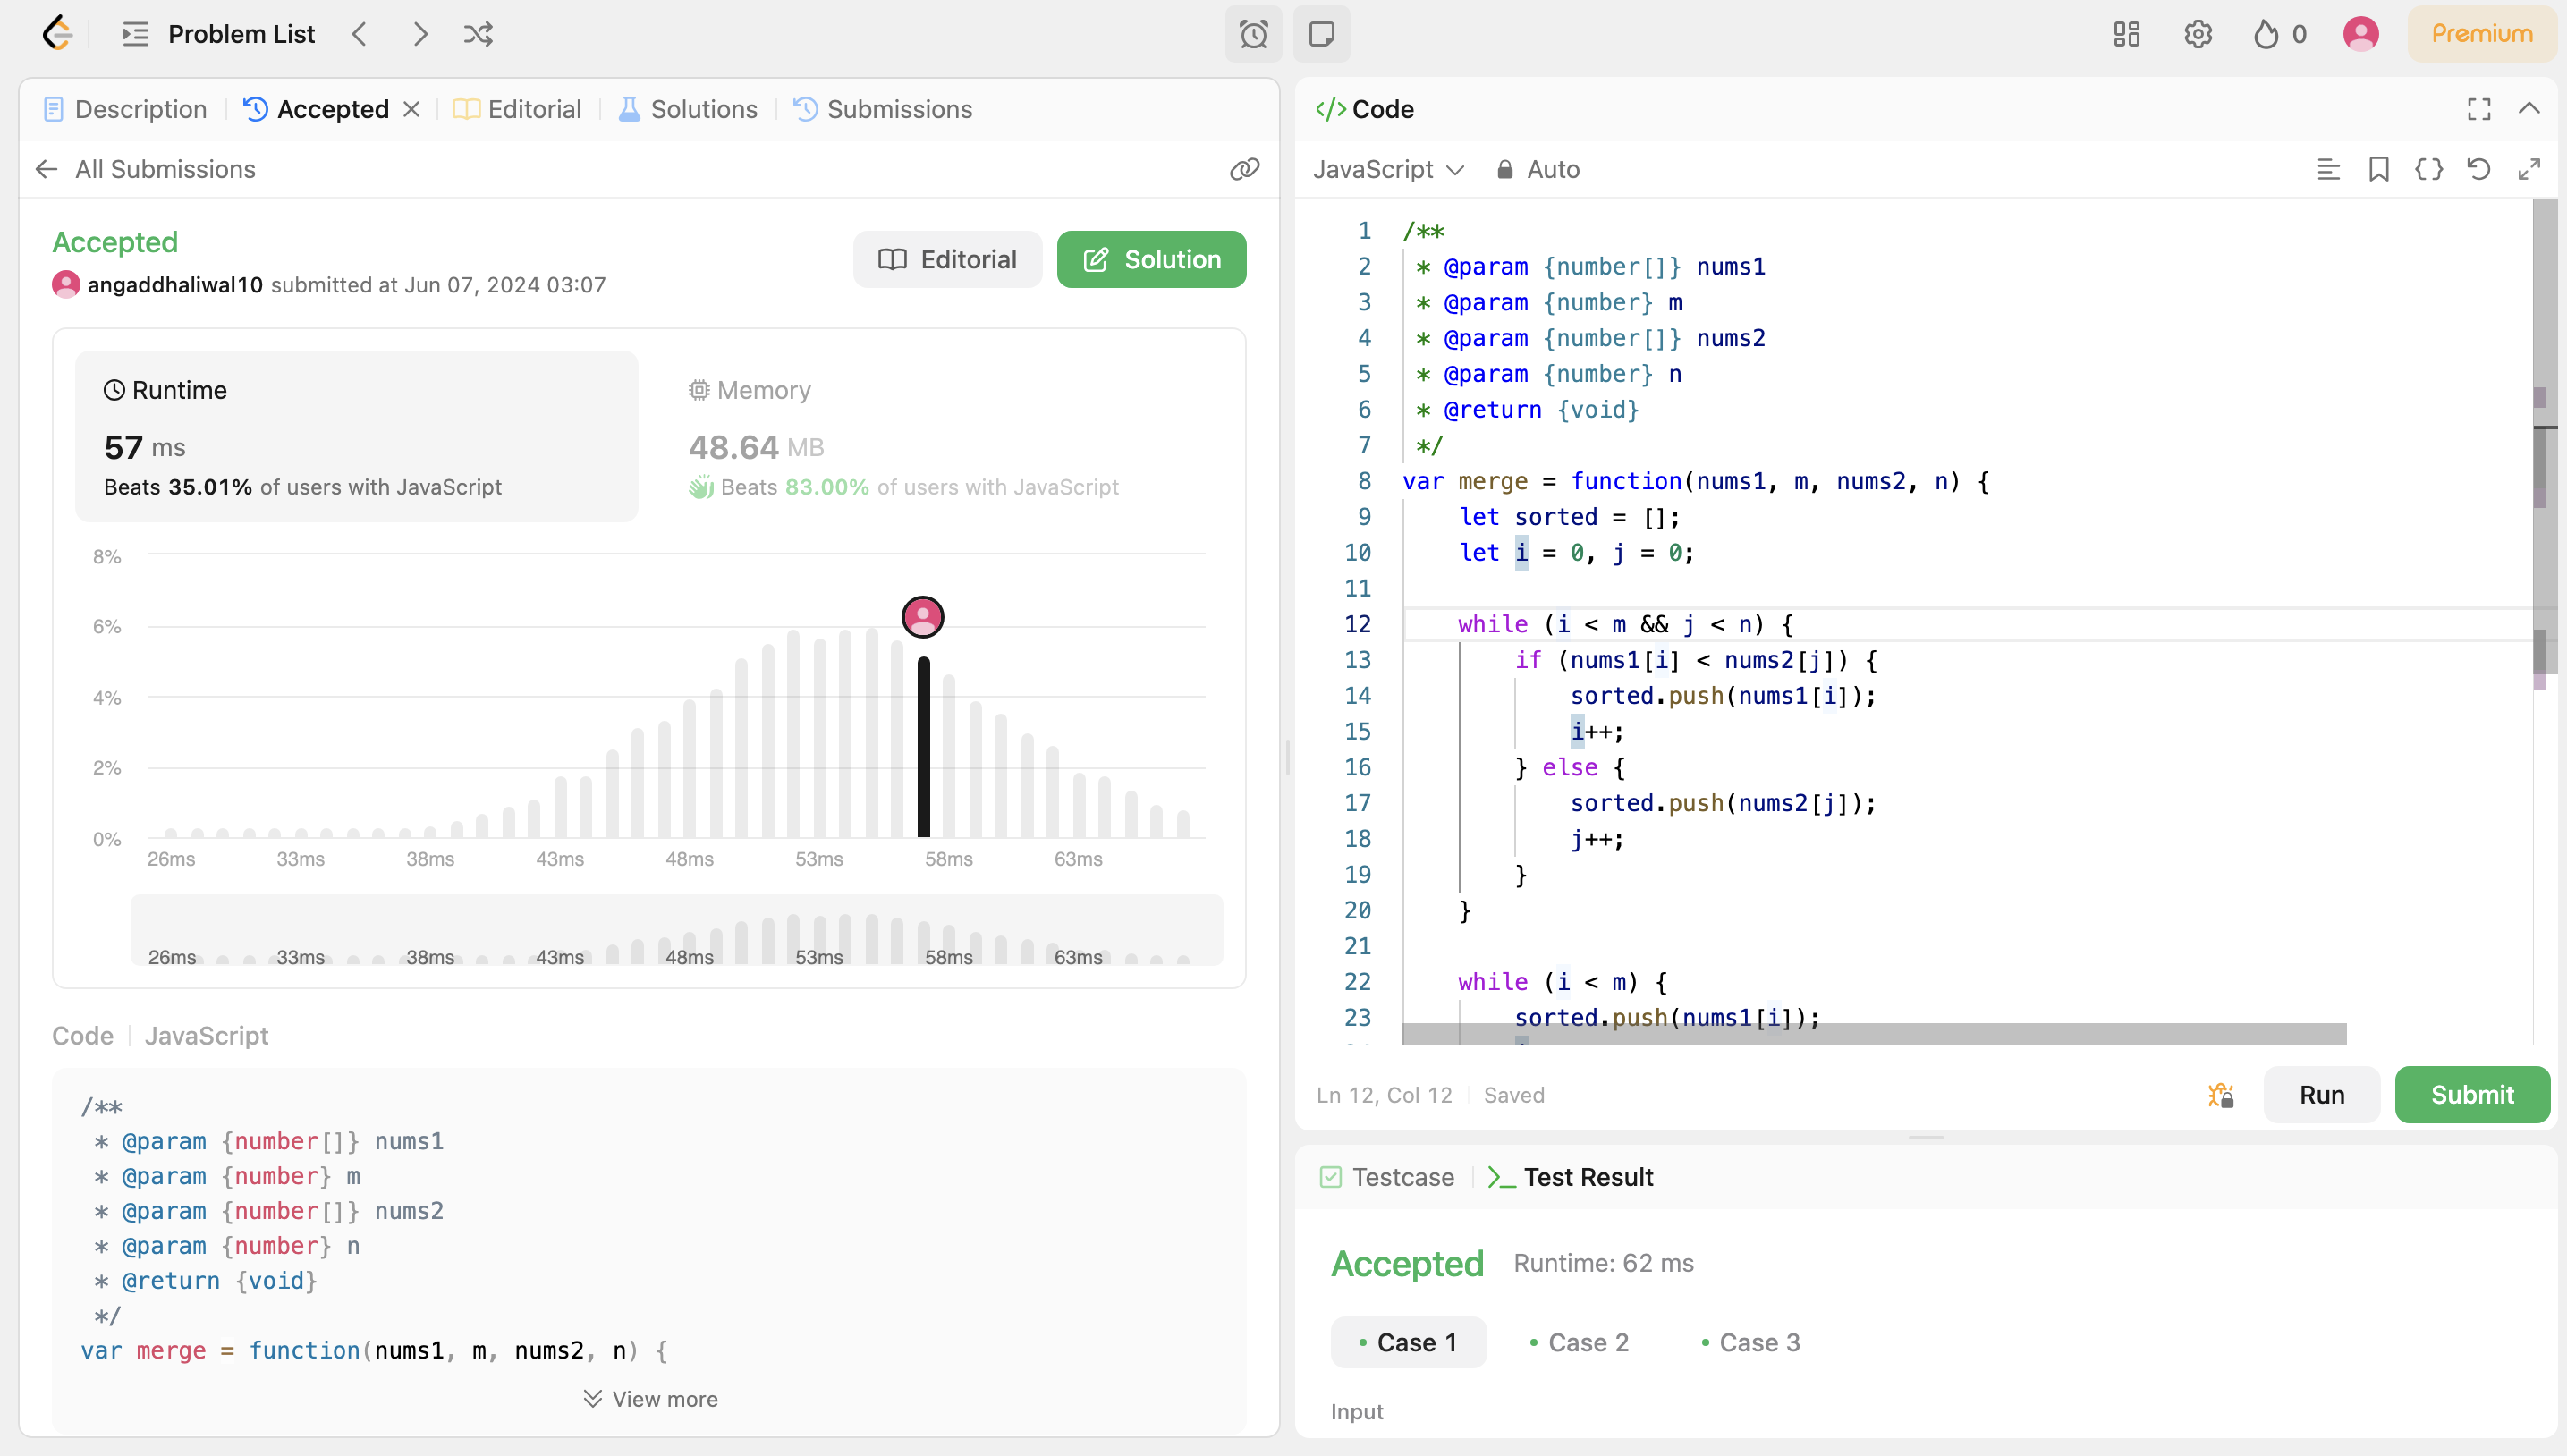 Problem List
0
Premium
Description
Accepted
Editorial
Solutions
Submissions
All Submissions
Accepted
angaddhaliwal10 submitted at Jun 07, 2024 03:07
Editorial
Solution
Runtime
57 ms
Beats 35.01% of users with JavaScript
Memory
48.64 MB
Beats 83.00% of users with JavaScript
8%
6%
4%
2%
0%
26ms 33ms 38ms 43ms 48ms 53ms 58ms 63ms
26ms 33ms 38ms 43ms 48ms 53ms 58ms 63ms
Code JavaScript
/**
 * @param {number[]} nums1
 * @param {number} m
 * @param {number[]} nums2
 * @param {number} n
 * @return {void}
 */
var merge = function(nums1, m, nums2, n) {
View more
</> Code
JavaScript Auto
1 /**
2  * @param {number[]} nums1
3  * @param {number} m
4  * @param {number[]} nums2
5  * @param {number} n
6  * @return {void}
7  */
8 var merge = function(nums1, m, nums2, n) {
9     let sorted = [];
10     let i = 0, j = 0;
11
12     while (i < m && j < n) {
13         if (nums1[i] < nums2[j]) {
14             sorted.push(nums1[i]);
15             i++;
16         } else {
17             sorted.push(nums2[j]);
18             j++;
19         }
20     }
21
22     while (i < m) {
23         sorted.push(nums1[i]);
Ln 12, Col 12 Saved
Run
Submit
Testcase
Test Result
Accepted Runtime: 62 ms
• Case 1 • Case 2 • Case 3
Input